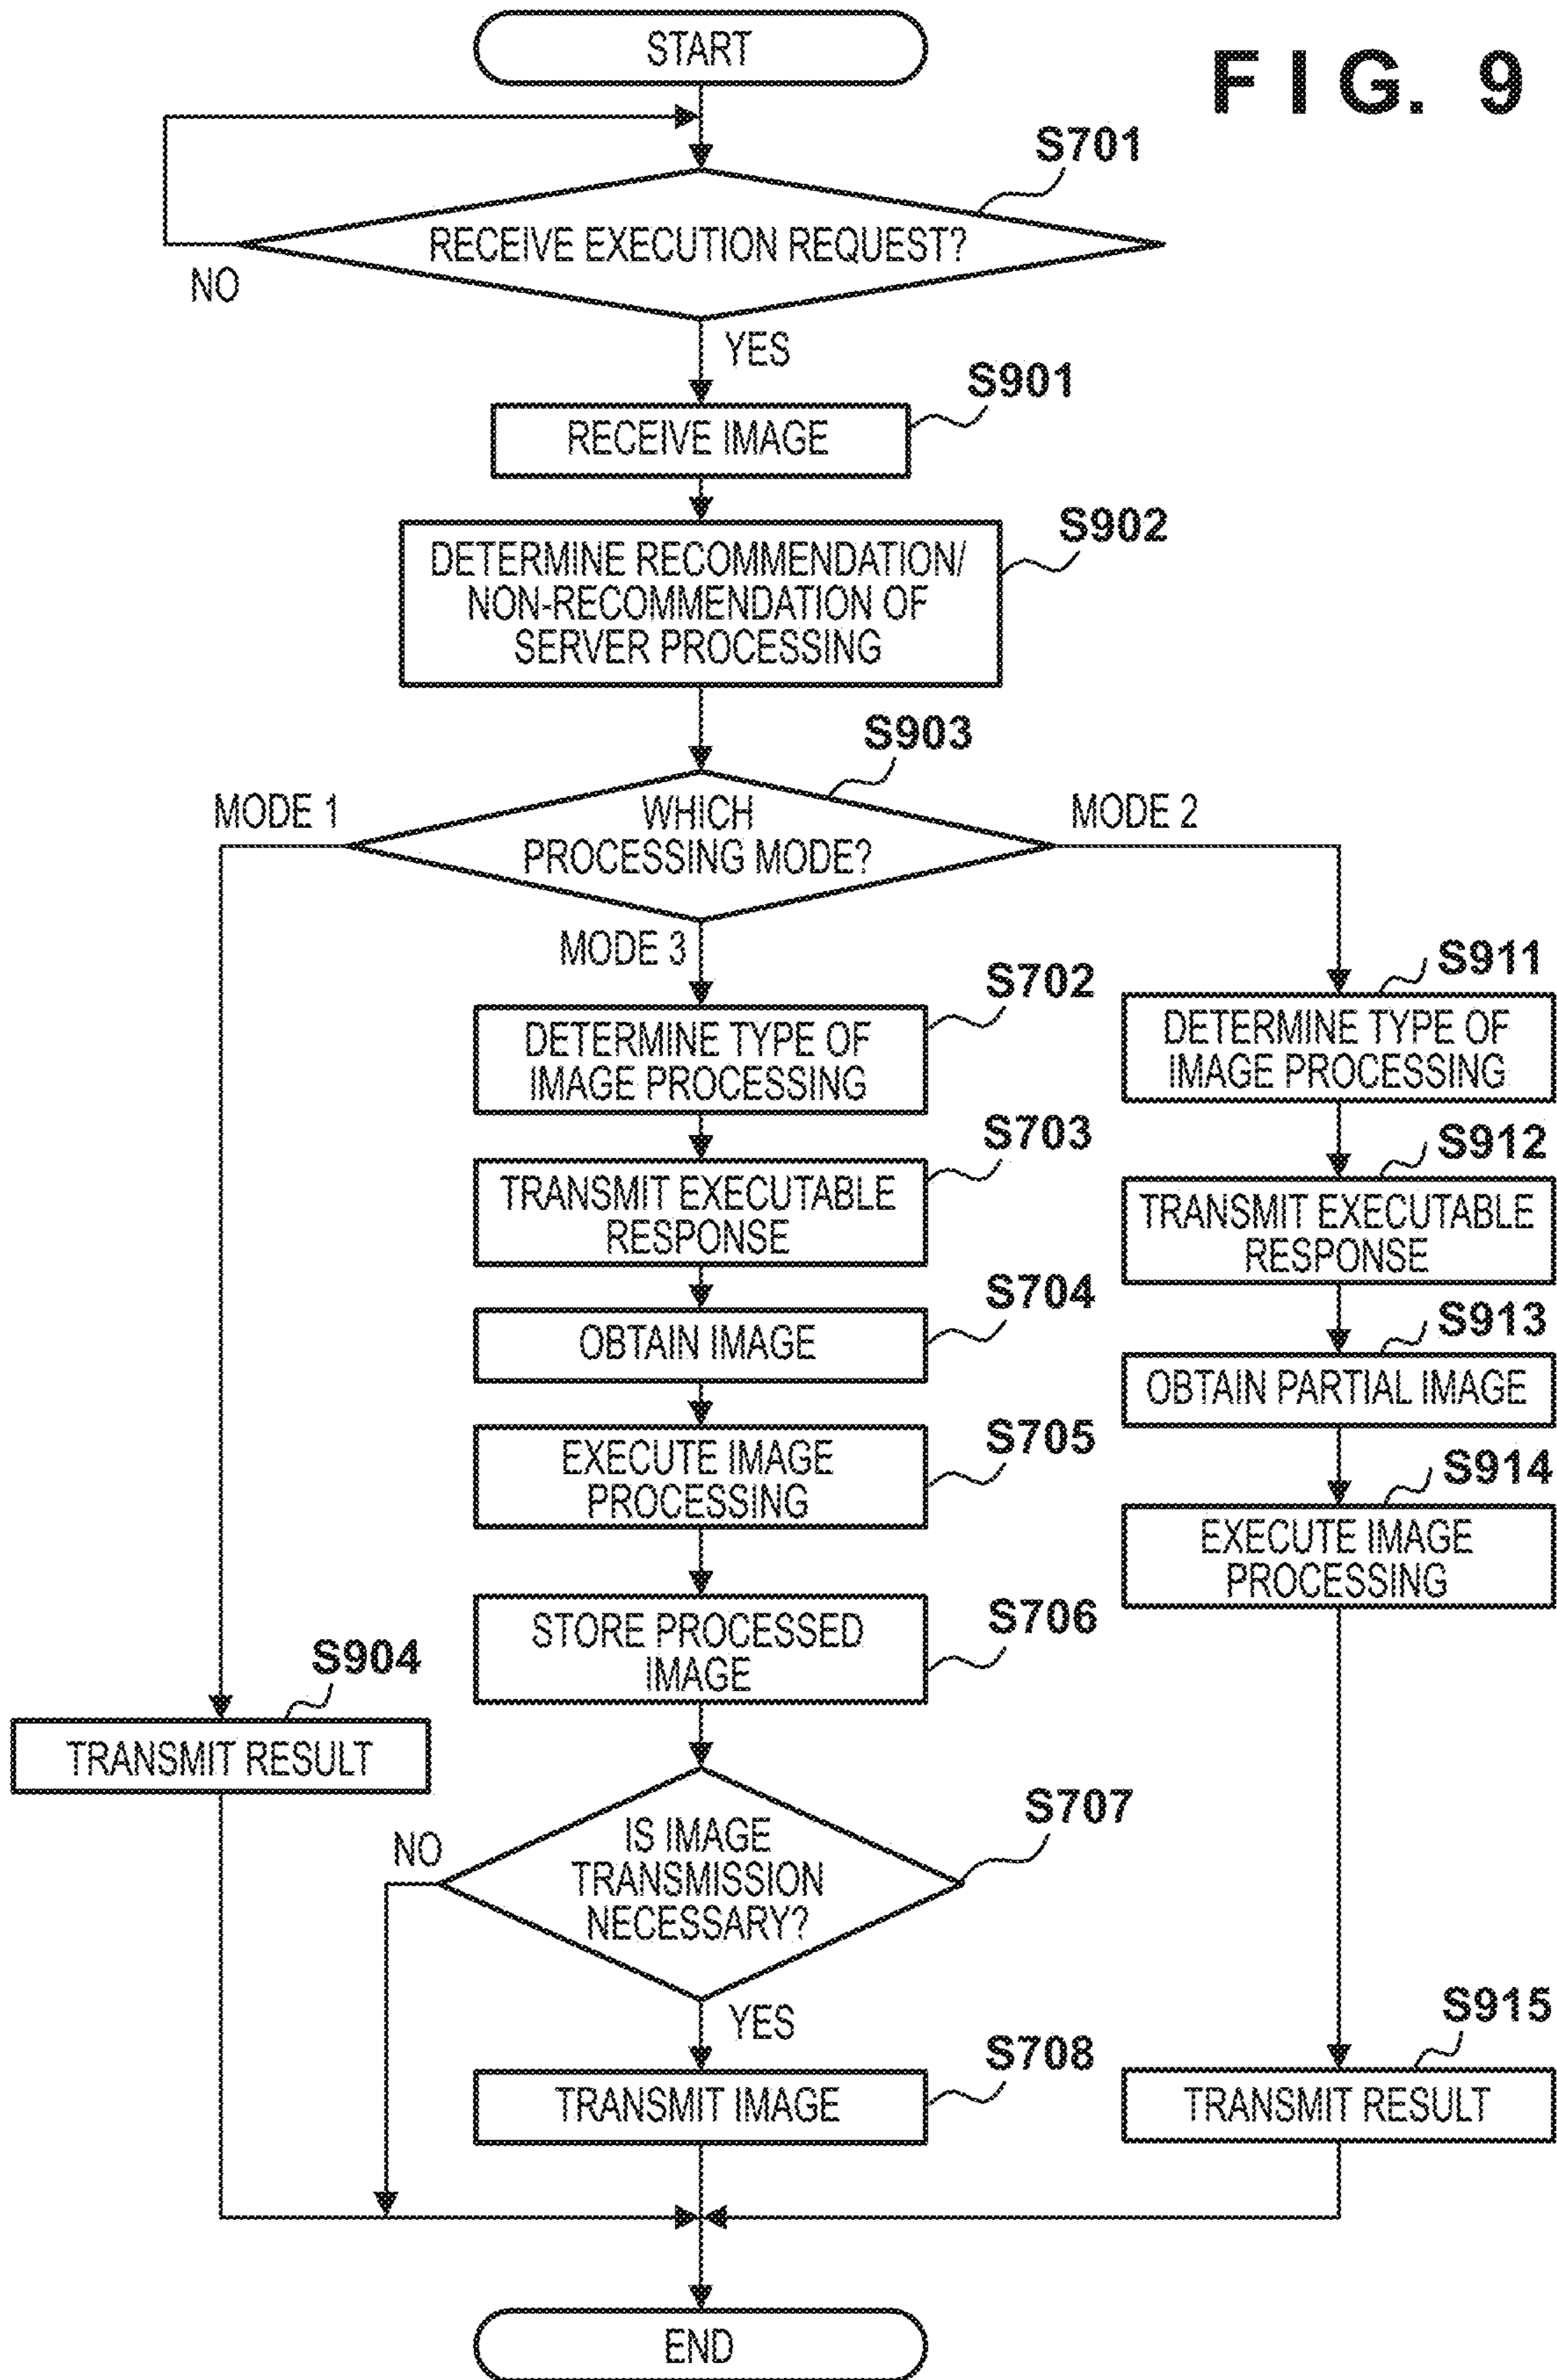 START
FIG. 9
S701
RECEIVE EXECUTION REQUEST?
NO
YES
S901
RECEIVE IMAGE
S902
DETERMINE RECOMMENDATION/
NON-RECOMMENDATION OF
SERVER PROCESSING
S903
MODE 1
WHICH
PROCESSING MODE?
MODE 2
MODE 3
S702
DETERMINE TYPE OF
IMAGE PROCESSING
S703
TRANSMIT EXECUTABLE
RESPONSE
S704
OBTAIN IMAGE
S705
EXECUTE IMAGE
PROCESSING
S706
STORE PROCESSED
IMAGE
S911
DETERMINE TYPE OF
IMAGE PROCESSING
S912
TRANSMIT EXECUTABLE
RESPONSE
S913
OBTAIN PARTIAL IMAGE
S914
EXECUTE IMAGE
PROCESSING
S904
TRANSMIT RESULT
S707
NO
IS IMAGE
TRANSMISSION
NECESSARY?
YES
S708
TRANSMIT IMAGE
S915
TRANSMIT RESULT
END